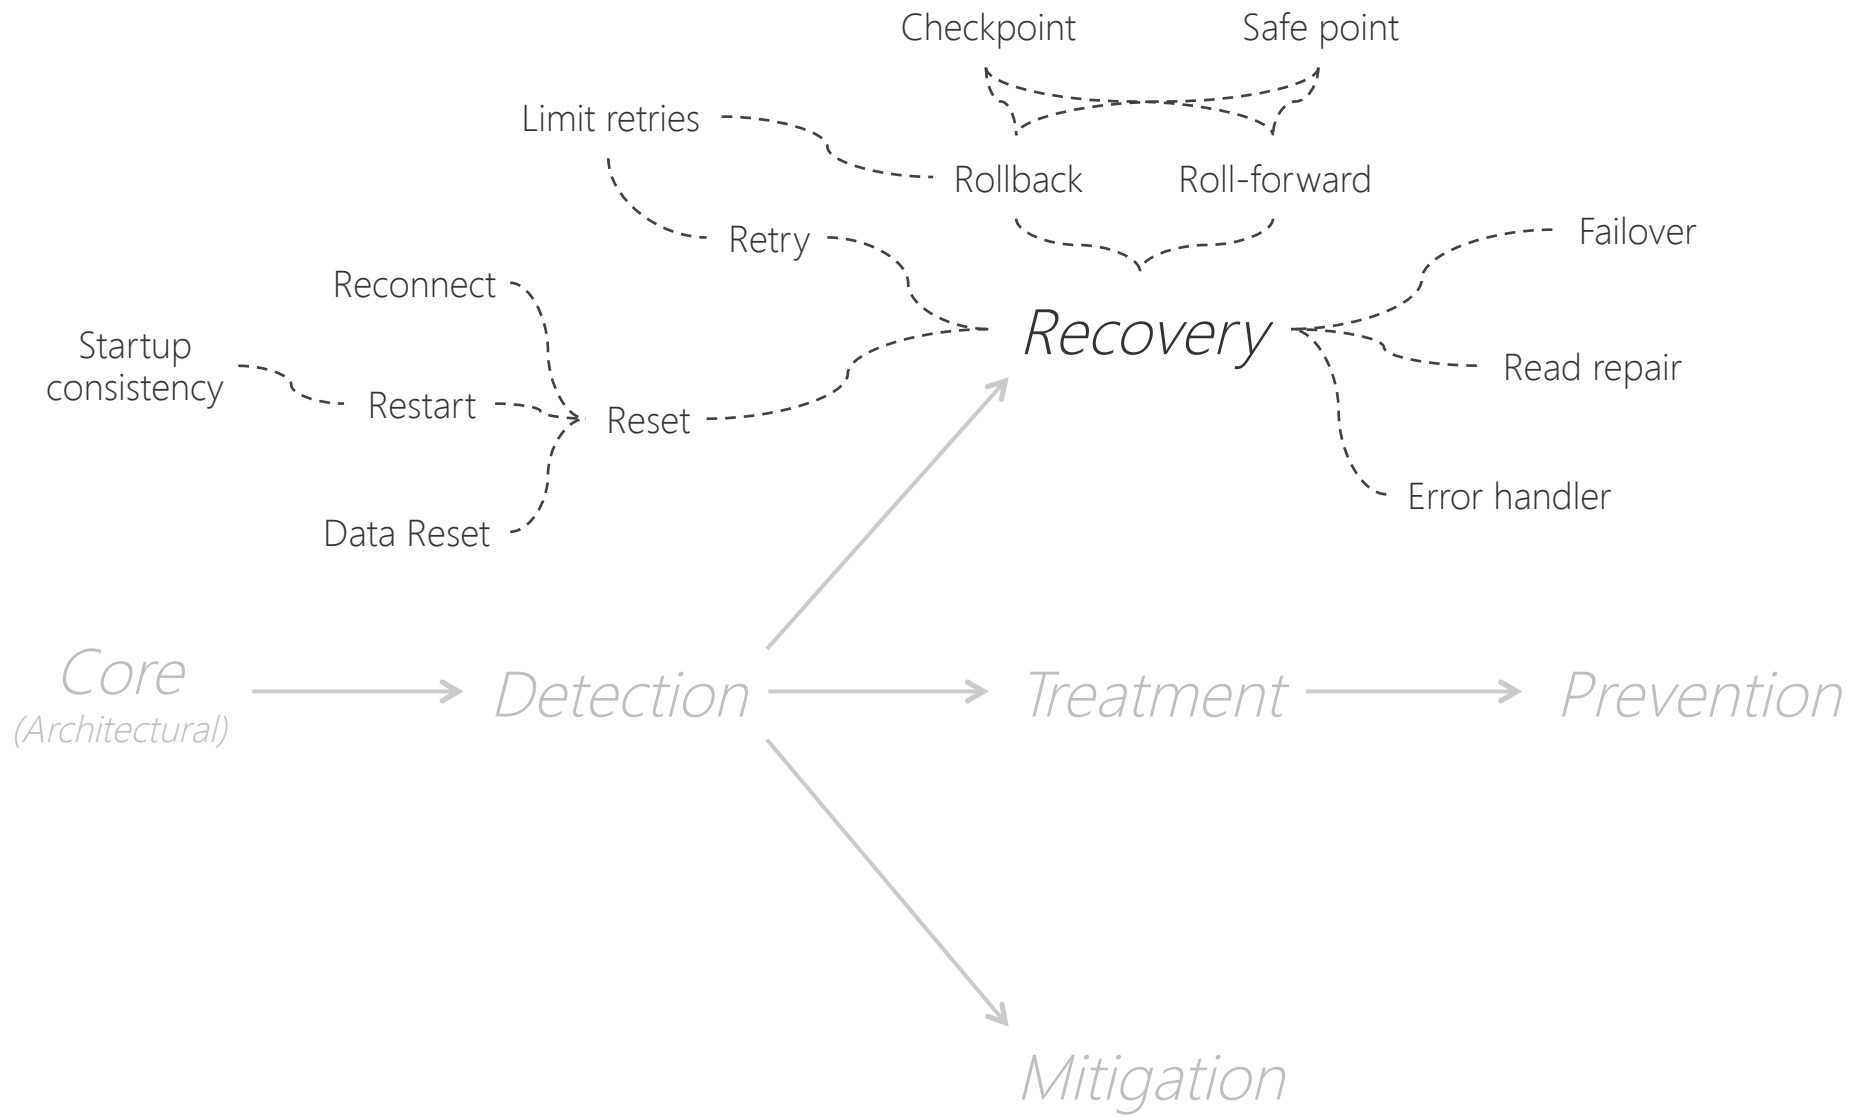 Checkpoint
Safe point
Limit retries
Rollback
Roll-forward
Retry
Failover
Reconnect
Recovery
Startup
consistency
Read repair
Restart
Reset
Error handler
Data Reset
Core
(Architectural)
Detection
Treatment
Prevention
Mitigation